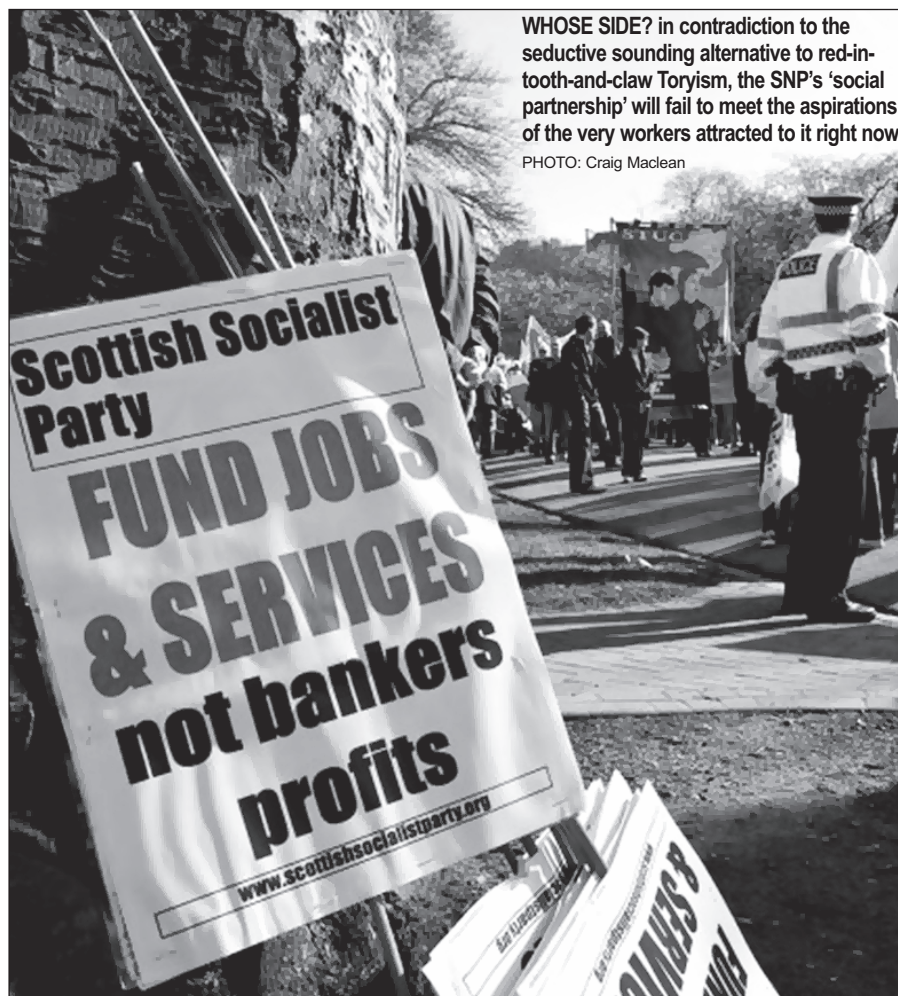 WHOSE SIDE? in contradiction to the
seductive sounding alternative to red-in-
tooth-and-claw Toryism, the SNP's ‘social
partnership’ will fail to meet the aspirations
of the very workers attracted to it right now
PHOTO: Craig Maclean
STUC
POLICE
Scottish Socialist
Party
FUND JOBS
& SERVICES
not bankers
profits
www.scottishsocialistparty.org